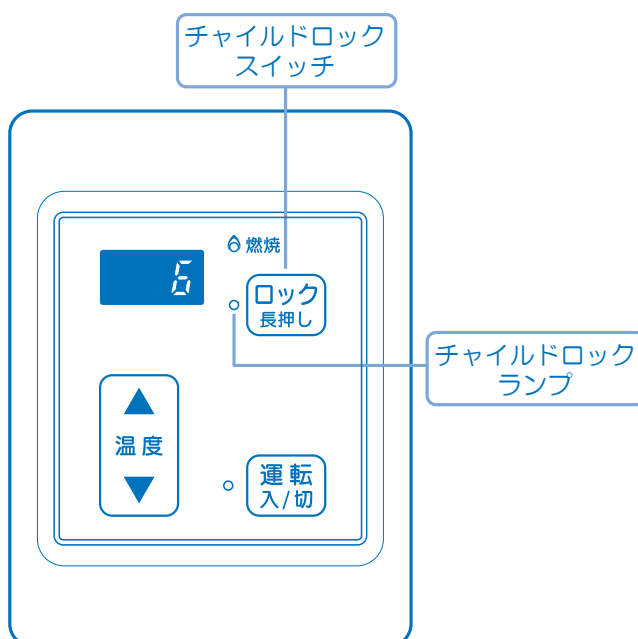 チャイルドロック
スイッチ
燃焼
6
ロック
長押し
チャイルドロック
ランプ
▲
温度
▼
運転
入/切